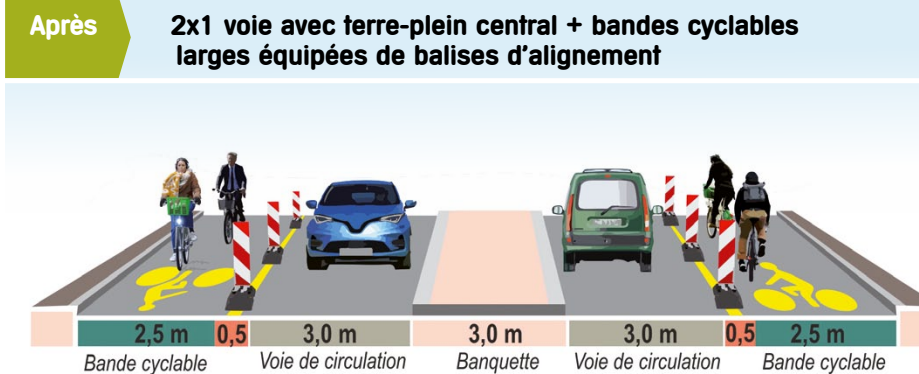 Après
2x1 voie avec terre-plein central + bandes cyclables
larges équipées de balises d'alignement
2,5 m 0,5 3,0 m 3,0 m 3,0 m 0,5 2,5 m
Bande cyclable Voie de circulation Banquette Voie de circulation Bande cyclable